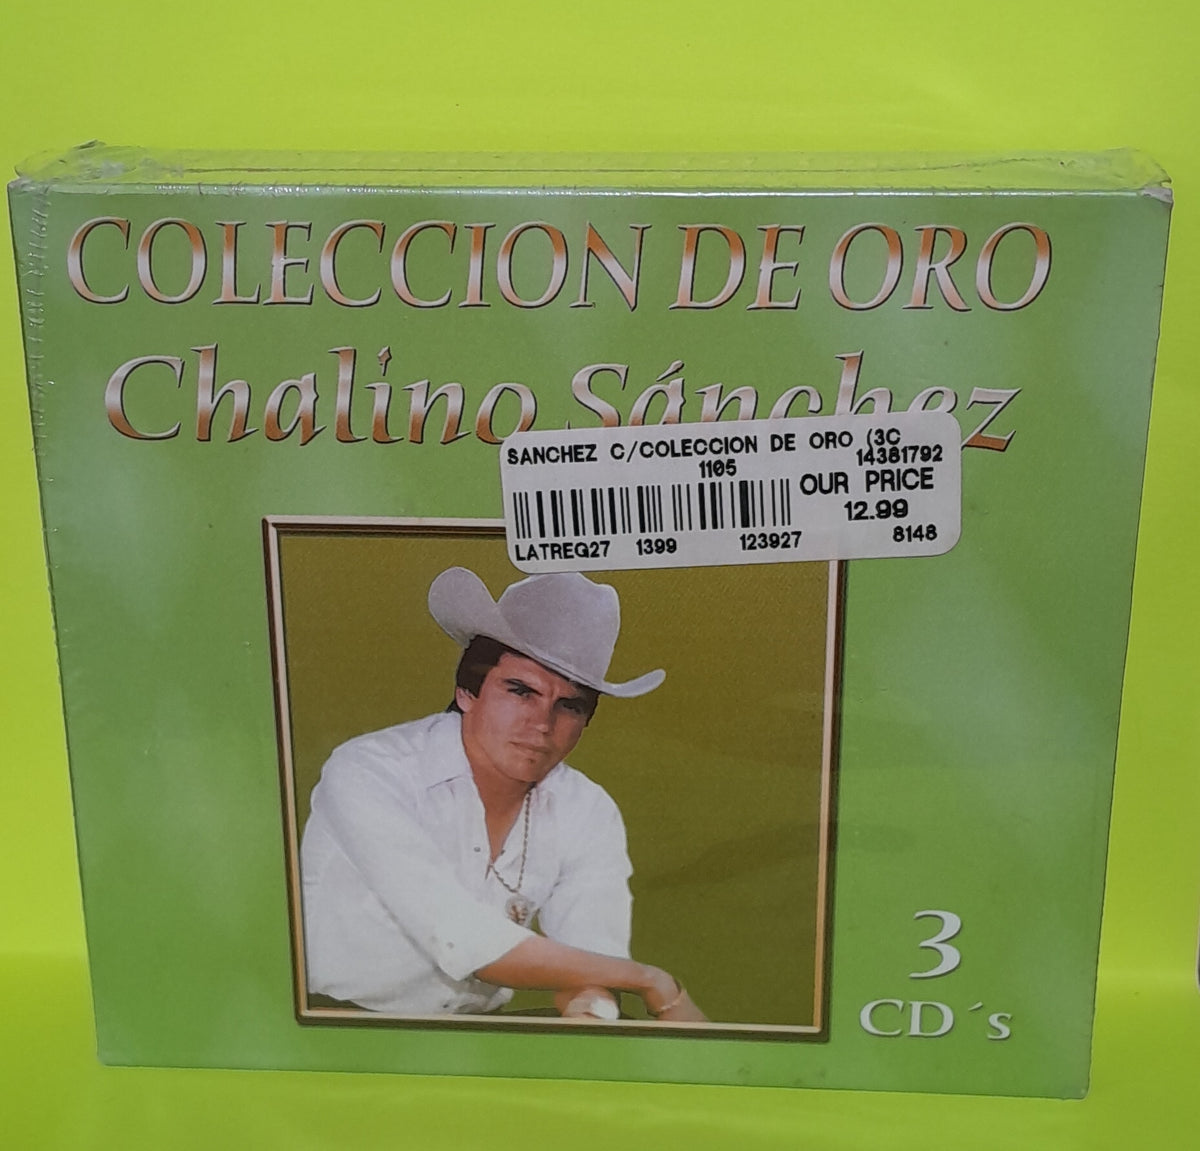 COLECCION DE ORO
Chalino Sánchez
SANCHEZ C/COLECCION DE ORO (3C
14381792
1105
OUR PRICE
12.99
LATREG27 1399 123927 8148
3
CD´s